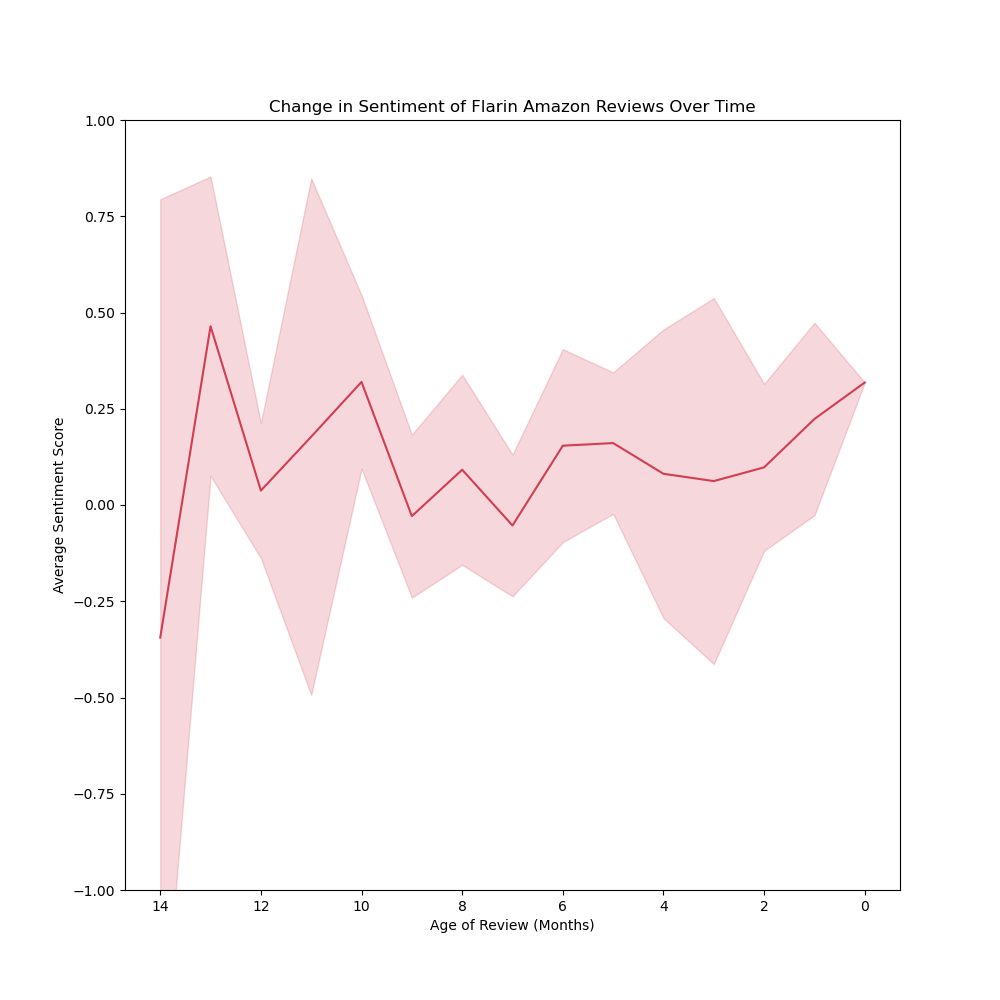 Change in Sentiment of Flarin Amazon Reviews Over Time
1.00
0.75
0.50
0.25
0.00
−0.25
−0.50
−0.75
−1.00
Average Sentiment Score
14 12 10 8 6 4 2 0
Age of Review (Months)